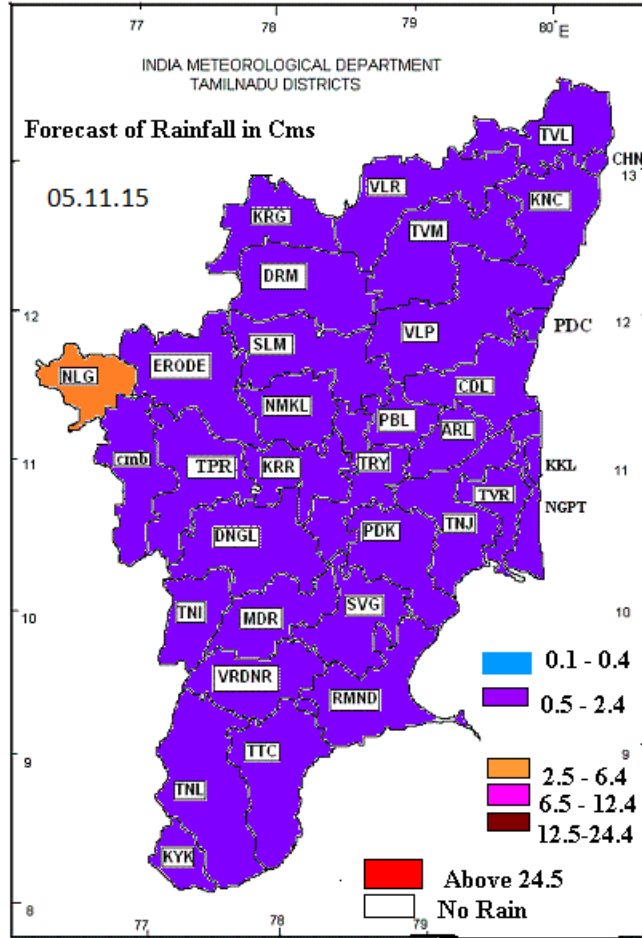 77
78
79
80° E
INDIA METEOROLOGICAL DEPARTMENT
TAMILNADU DISTRICTS
Forecast of Rainfall in Cms
TVL
CHN
13
VLR
05.11.15
KRG
KNC
TVM
DRM
12
12
PDC
VLP
SLM
ERODE
NLG
CDL
NMKL
PBL
ARL
11
cmb
TPR
KRR
TRY
KKL
11
TVR
NGPT
TNJ
DNGL
PDK
10
TNI
MDR
SVG
10
0.1 - 0.4
VRDNR
RMND
0.5 - 2.4
9
TTC
9
2.5 - 6.4
TNL
6.5 - 12.4
12.5-24.4
KYK
Above 24.5
8
No Rain
77
78
79